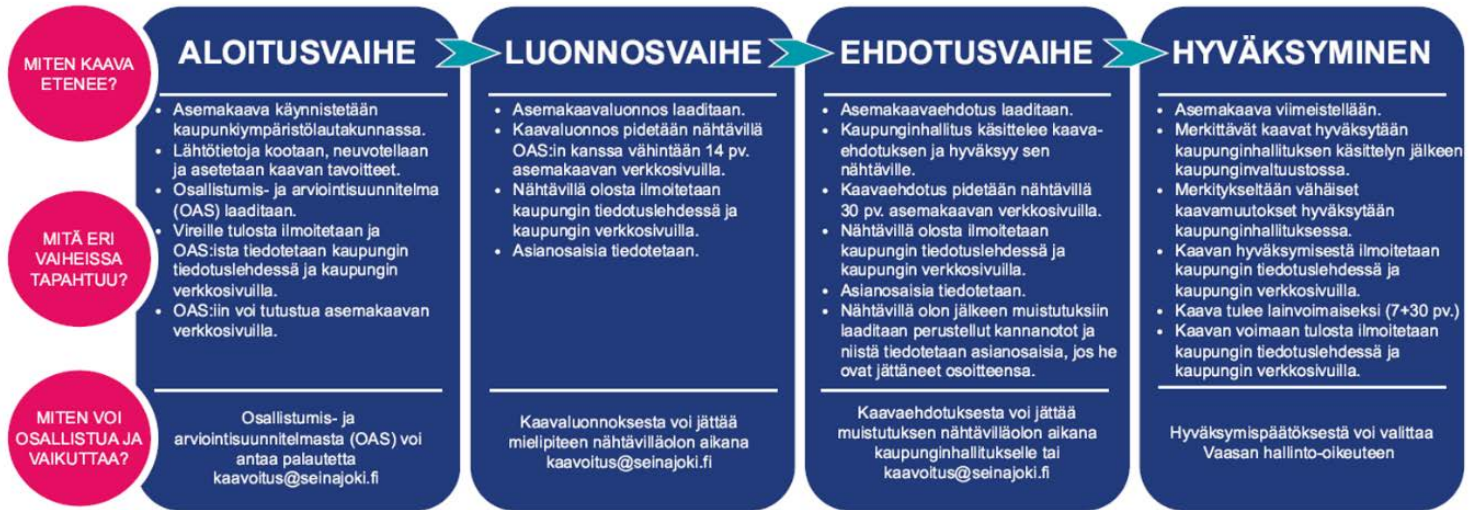 MITEN KAAVA
ETENEE?
MITÄ ERI
VAIHEISSA
TAPAHTUU?
MITEN VOI
OSALLISTUA JA
VAIKUTTAA?
ALOITUSVAIHE
• Asemakaava käynnistetään
kaupunkiympäristölautakunnassa.
• Lähtötietoja kootaan, neuvotellaan
ja asetetaan kaavan tavoitteet.
• Osallistumis- ja arviointisuunnitelma
(OAS) laaditaan.
• Vireille tulosta ilmoitetaan ja
OAS:ista tiedotetaan kaupungin
tiedotuslehdessä ja kaupungin
verkkosivuilla.
• OAS:iin voi tutustua asemakaavan
verkkosivuilla.
Osallistumis- ja
arviointisuunnitelmasta (OAS) voi
antaa palautetta
kaavoitus@seinajoki.fi
LUONNOSVAIHE
• Asemakaavaluonnos laaditaan.
• Kaavaluonnos pidetään nähtävillä
OAS:in kanssa vähintään 14 pv.
asemakaavan verkkosivuilla.
• Nähtävillä olosta ilmoitetaan
kaupungin tiedotuslehdessä ja
kaupungin verkkosivuilla.
• Asianosaisia tiedotetaan.
Kaavaluonnoksesta voi jättää
mielipiteen nähtävilläolon aikana
kaavoitus@seinajoki.fi
EHDOTUSVAIHE
• Asemakaavaehdotus laaditaan.
• Kaupunginhallitus käsittelee kaava-
ehdotuksen ja hyväksyy sen
nähtäville.
• Kaavaehdotus pidetään nähtävillä
30 pv. asemakaavan verkkosivuilla.
• Nähtävillä olosta ilmoitetaan
kaupungin tiedotuslehdessä ja
kaupungin verkkosivuilla.
• Asianosaisia tiedotetaan.
• Nähtävillä olon jälkeen muistutuksiin
laaditaan perustellut kannanotot ja
niistä tiedotetaan asianosaisia, jos he
ovat jättäneet osoitteensa.
Kaavaehdotuksesta voi jättää
muistutuksen nähtävilläolon aikana
kaupunginhallitukselle tai
kaavoitus@seinajoki.fi
HYVÄKSYMINEN
• Asemakaava viimeistellään.
• Merkittävät kaavat hyväksytään
kaupunginhallituksen käsittelyn jälkeen
kaupunginvaltuustossa.
• Merkitykseltään vähäiset
kaavamuutokset hyväksytään
kaupunginhallituksessa.
• Kaavan hyväksymisestä ilmoitetaan
kaupungin tiedotuslehdessä ja
kaupungin verkkosivuilla.
• Kaava tulee lainvoimaiseksi (7+30 pv.)
• Kaavan voimaan tulosta ilmoitetaan
kaupungin tiedotuslehdessä ja
kaupungin verkkosivuilla.
Hyväksymispäätöksestä voi valittaa
Vaasan hallinto-oikeuteen